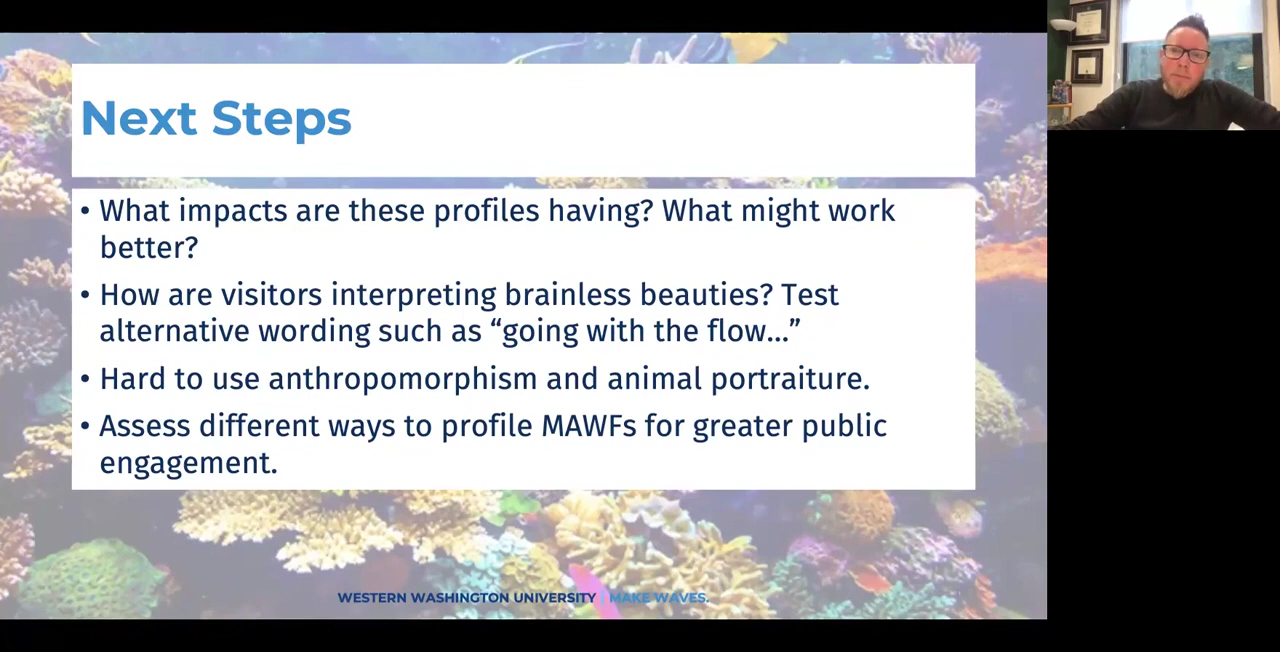 Next Steps
• What impacts are these profiles having? What might work
better?
• How are visitors interpreting brainless beauties? Test
alternative wording such as “going with the flow…”
• Hard to use anthropomorphism and animal portraiture.
• Assess different ways to profile MAWFs for greater public
engagement.
WESTERN WASHINGTON UNIVERSITY | MAKE WAVES.